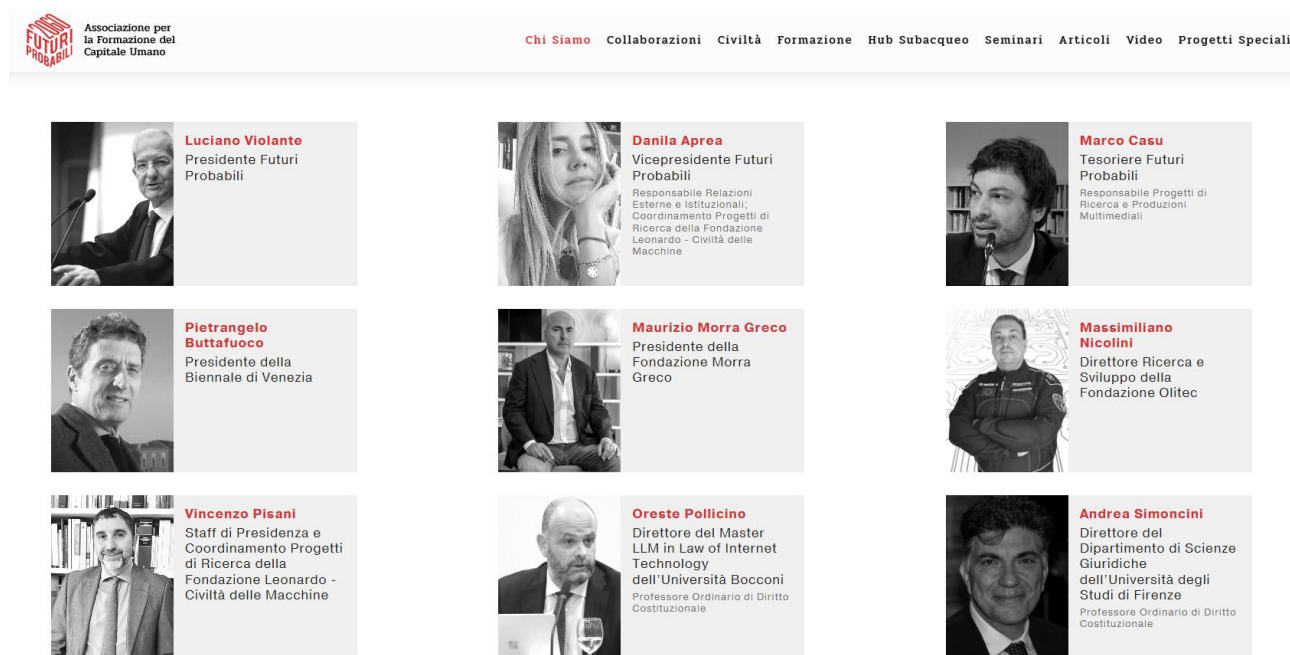 FUTURI
PROBABILI
Associazione per
la Formazione del
Capitale Umano
Chi Siamo Collaborazioni Civiltà Formazione Hub Subacqueo Seminari Articoli Video Progetti Speciali
Luciano Violante
Presidente Futuri
Probabili
Danila Aprea
Vicepresidente Futuri
Probabili
Responsabile Relazioni
Esterne e Istituzionali;
Coordinamento Progetti di
Ricerca della Fondazione
Leonardo - Civiltà delle
Macchine
Marco Casu
Tesoriere Futuri
Probabili
Responsabile Progetti di
Ricerca e Produzioni
Multimediali
Pietrangelo
Buttafuoco
Presidente della
Biennale di Venezia
Maurizio Morra Greco
Presidente della
Fondazione Morra
Greco
Massimiliano
Nicolini
Direttore Ricerca e
Sviluppo della
Fondazione Olitec
Vincenzo Pisani
Staff di Presidenza e
Coordinamento Progetti
di Ricerca della
Fondazione Leonardo -
Civiltà delle Macchine
Oreste Pollicino
Direttore del Master
LLM in Law of Internet
Technology
dell'Università Bocconi
Professore Ordinario di Diritto
Costituzionale
Andrea Simoncini
Direttore del
Dipartimento di Scienze
Giuridiche
dell'Università degli
Studi di Firenze
Professore Ordinario di Diritto
Costituzionale